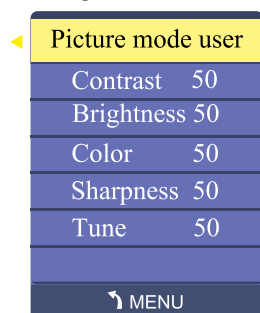 Picture mode user
Contrast 50
Brightness 50
Color 50
Sharpness 50
Tune 50
MENU